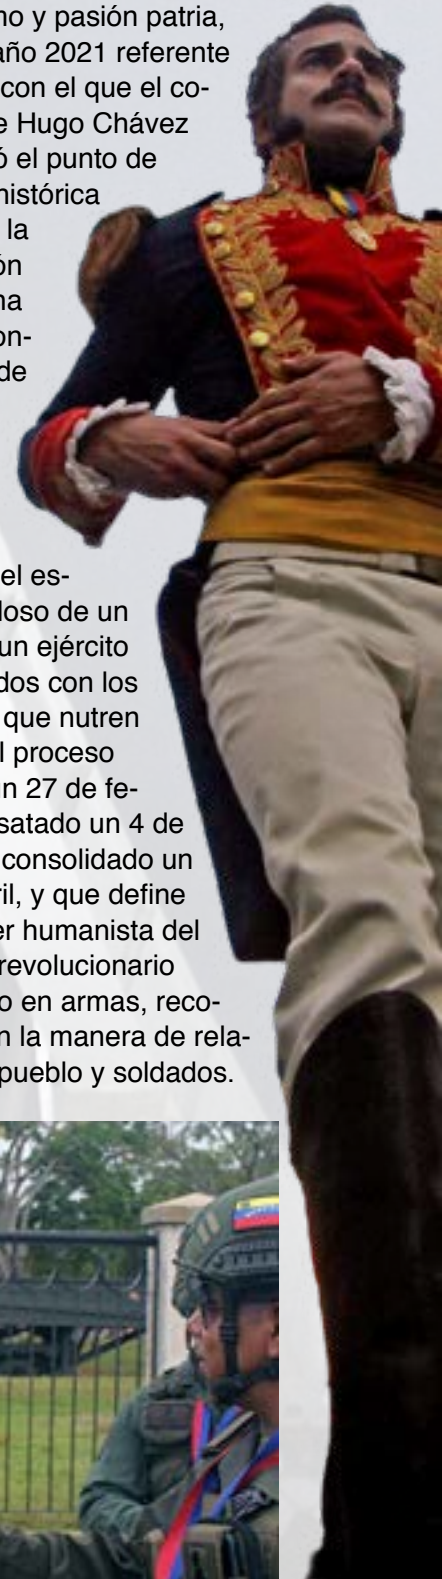 no y pasión patria,
año 2021 referente
con el que el co-
e Hugo Chávez
ó el punto de
histórica
la
ón
na
on-
de
el es-
loso de un
un ejército
dos con los
que nutren
l proceso
n 27 de fe-
satado un 4 de
consolidado un
ril, y que define
er humanista del
revolucionario
o en armas, reco-
n la manera de rela-
pueblo y soldados.